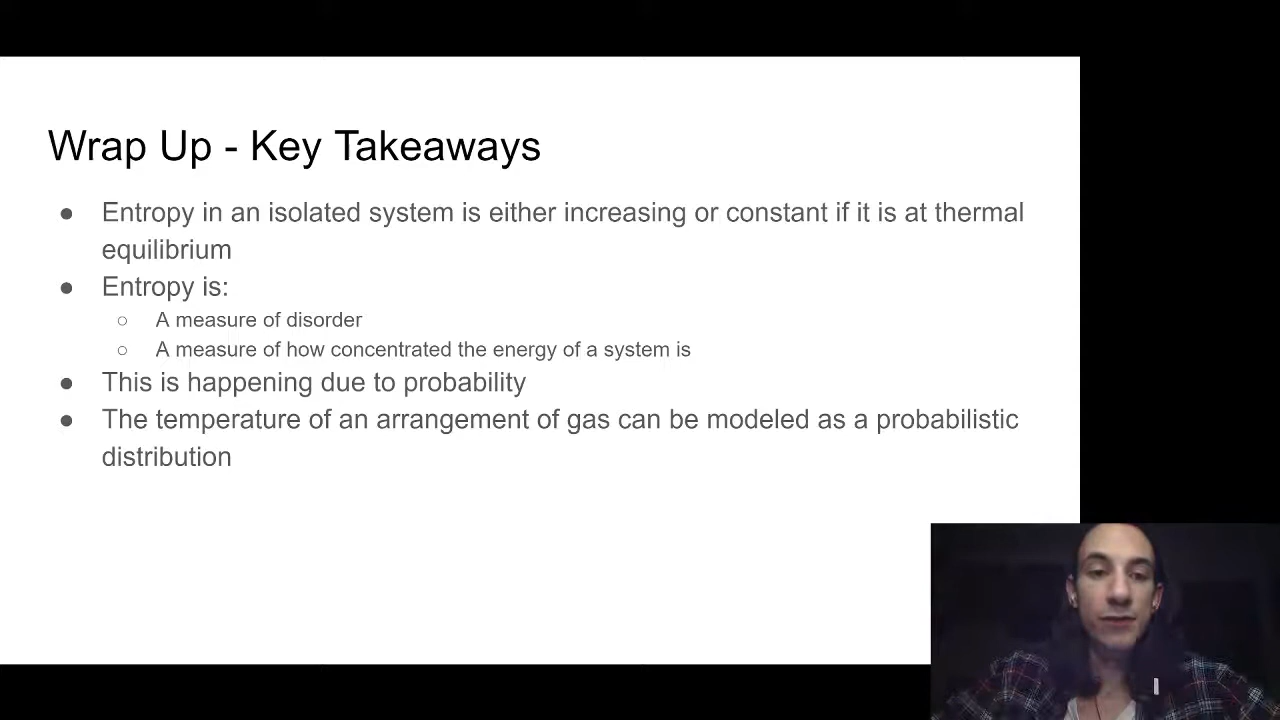 Wrap Up - Key Takeaways
● Entropy in an isolated system is either increasing or constant if it is at thermal
equilibrium
● Entropy is:
○ A measure of disorder
○ A measure of how concentrated the energy of a system is
● This is happening due to probability
● The temperature of an arrangement of gas can be modeled as a probabilistic
distribution